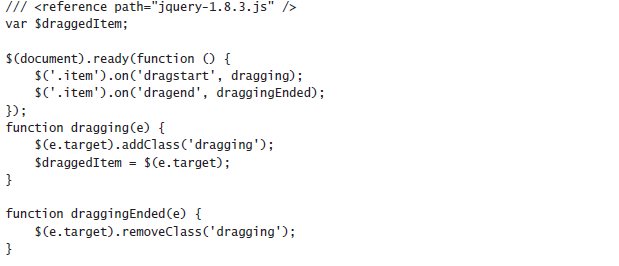 /// <reference path="jquery-1.8.3.js" />
var $draggedItem;

$(document).ready(function () {
    $('.item').on('dragstart', dragging);
    $('.item').on('dragend', draggingEnded);
});
function dragging(e) {
    $(e.target).addClass('dragging');
    $draggedItem = $(e.target);
}

function draggingEnded(e) {
    $(e.target).removeClass('dragging');
}